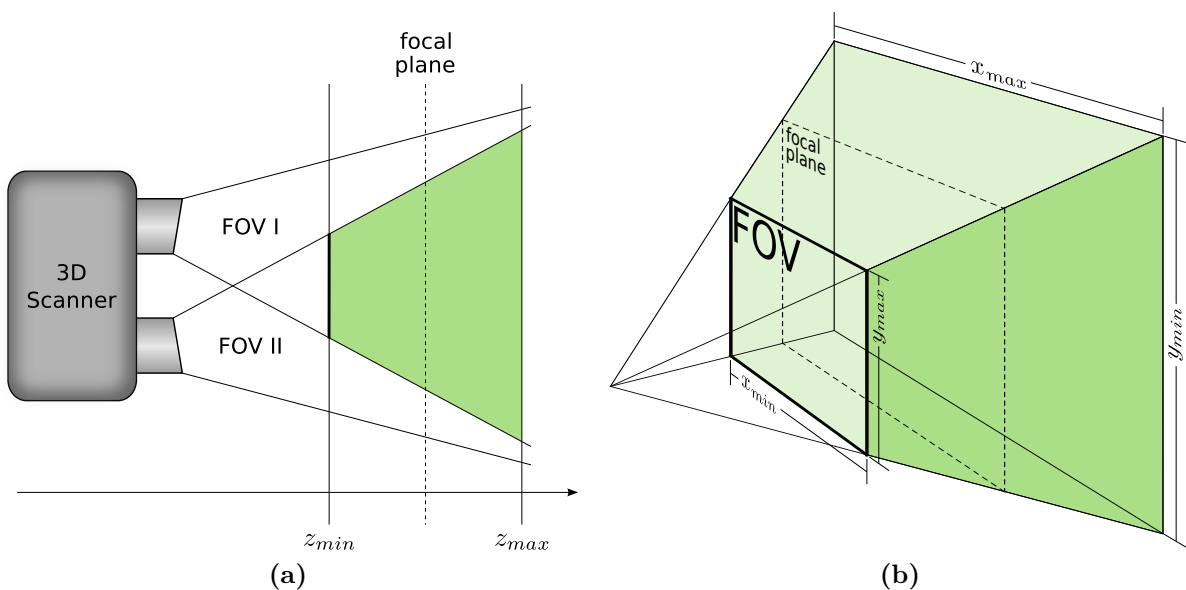 focal
plane
FOV I
3D
Scanner
FOV II
z_min
z_max
(a)
x_max
focal
plane
FOV
y_max
y_min
x_min
(b)